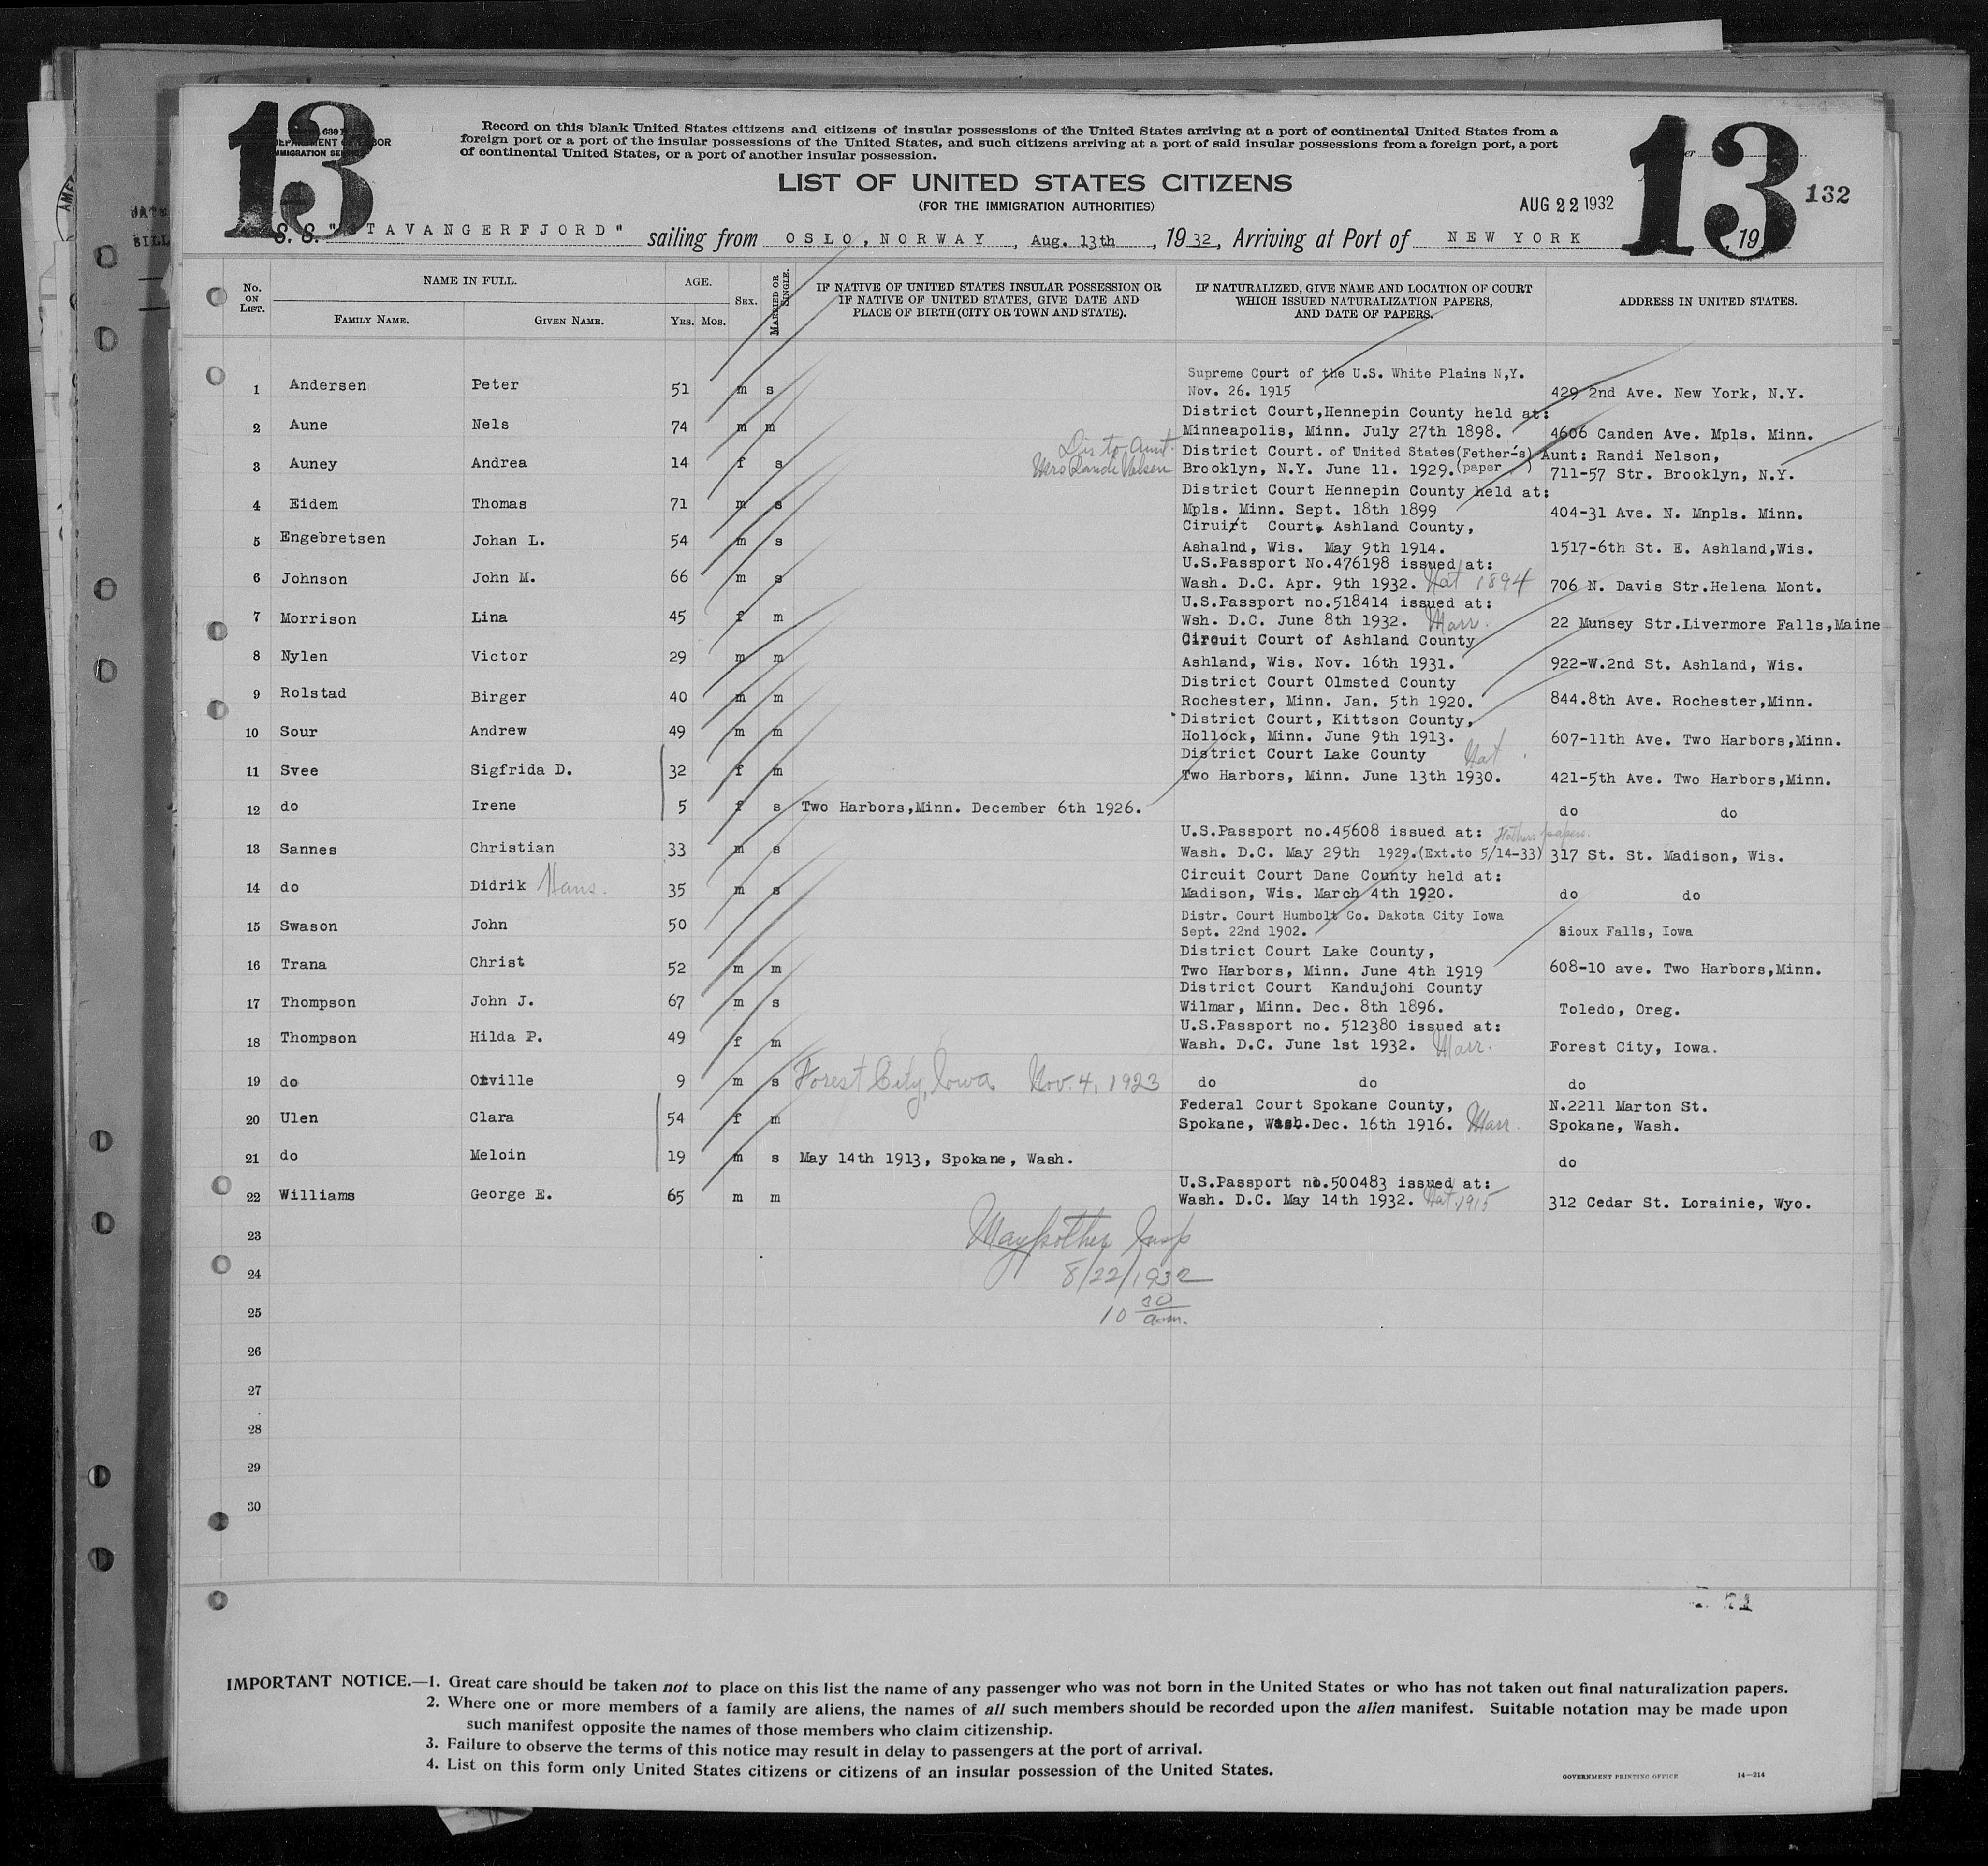 13
13
132
Record on this blank United States citizens and citizens of insular possessions of the United States arriving at a port of continental United States from a
foreign port or a port of the insular possessions of the United States, and such citizens arriving at a port of said insular possessions from a foreign port, a port
of continental United States, or a port of another insular possession.
LIST OF UNITED STATES CITIZENS
(FOR THE IMMIGRATION AUTHORITIES)
AUG 22 1932
S. S. "STAVANGERFJORD" sailing from OSLO, NORWAY, Aug. 13th, 1932, Arriving at Port of NEW YORK, 19
No. ON LIST. NAME IN FULL. FAMILY NAME. GIVEN NAME. AGE. YRS. MOS. SEX. MARRIED OR SINGLE. IF NATIVE OF UNITED STATES INSULAR POSSESSION OR IF NATIVE OF UNITED STATES, GIVE DATE AND PLACE OF BIRTH (CITY OR TOWN AND STATE). IF NATURALIZED, GIVE NAME AND LOCATION OF COURT WHICH ISSUED NATURALIZATION PAPERS, AND DATE OF PAPERS. ADDRESS IN UNITED STATES.
1 Andersen Peter 51 m s Supreme Court of the U.S. White Plains N,Y. Nov. 26. 1915 429 2nd Ave. New York, N.Y.
2 Aune Nels 74 m m District Court,Hennepin County held at: Minneapolis, Minn. July 27th 1898. 4606 Canden Ave. Mpls. Minn.
3 Auney Andrea 14 f s Dis to Aunt. Mrs Randi Nelsen District Court. of United States (Fether's paper) Brooklyn, N.Y. June 11. 1929. Aunt: Randi Nelson, 711-57 Str. Brooklyn, N.Y.
4 Eidem Thomas 71 m s District Court Hennepin County held at: Mpls. Minn. Sept. 18th 1899 404-31 Ave. N. Mnpls. Minn.
5 Engebretsen Johan L. 54 m s Ciruit Court. Ashland County, Ashalnd, Wis. May 9th 1914. 1517-6th St. E. Ashland,Wis.
6 Johnson John M. 66 m s U.S.Passport No.476198 issued at: Wash. D.C. Apr. 9th 1932. Nat 1894 706 N. Davis Str.Helena Mont.
7 Morrison Lina 45 f m U.S.Passport no.518414 issued at: Wsh. D.C. June 8th 1932. Marr. 22 Munsey Str.Livermore Falls,Maine
8 Nylen Victor 29 m m Circuit Court of Ashland County Ashland, Wis. Nov. 16th 1931. 922-W.2nd St. Ashland, Wis.
9 Rolstad Birger 40 m m District Court Olmsted County Rochester, Minn. Jan. 5th 1920. 844.8th Ave. Rochester,Minn.
10 Sour Andrew 49 m m District Court, Kittson County, Hollock, Minn. June 9th 1913. 607-11th Ave. Two Harbors,Minn.
11 Svee Sigfrida D. 32 f m District Court Lake County Nat Two Harbors, Minn. June 13th 1930. 421-5th Ave. Two Harbors,Minn.
12 do Irene 5 f s Two Harbors,Minn. December 6th 1926. do do
13 Sannes Christian 33 m s U.S.Passport no.45608 issued at: Fathers papers. Wash. D.C. May 29th 1929.(Ext.to 5/14-33) 317 St. St. Madison, Wis.
14 do Didrik Hans. 35 m s Circuit Court Dane County held at: Madison, Wis. March 4th 1920. do do
15 Swason John 50 Distr. Court Humbolt Co. Dakota City Iowa Sept. 22nd 1902. Sioux Falls, Iowa
16 Trana Christ 52 m m District Court Lake County, Two Harbors, Minn. June 4th 1919 608-10 ave. Two Harbors,Minn.
17 Thompson John J. 67 m s District Court Kandujohi County Wilmar, Minn. Dec. 8th 1896. Toledo, Oreg.
18 Thompson Hilda P. 49 f m U.S.Passport no. 512380 issued at: Wash. D.C. June 1st 1932. Marr. Forest City, Iowa.
19 do Orville 9 m s Forest City, Iowa Nov. 4, 1923 do do do
20 Ulen Clara 54 f m Federal Court Spokane County, Spokane, Wash.Dec. 16th 1916. Marr. N.2211 Marton St. Spokane, Wash.
21 do Meloin 19 m s May 14th 1913, Spokane, Wash. do
22 Williams George E. 65 m m U.S.Passport no.500483 issued at: Wash. D.C. May 14th 1932. Nat. 1915 312 Cedar St. Lorainie, Wyo.
23
8/22/1932
24
10 30 a.m.
25
26
27
28
29
30
IMPORTANT NOTICE.—1. Great care should be taken not to place on this list the name of any passenger who was not born in the United States or who has not taken out final naturalization papers.
2. Where one or more members of a family are aliens, the names of all such members should be recorded upon the alien manifest. Suitable notation may be made upon
such manifest opposite the names of those members who claim citizenship.
3. Failure to observe the terms of this notice may result in delay to passengers at the port of arrival.
4. List on this form only United States citizens or citizens of an insular possession of the United States.
GOVERNMENT PRINTING OFFICE 14—214